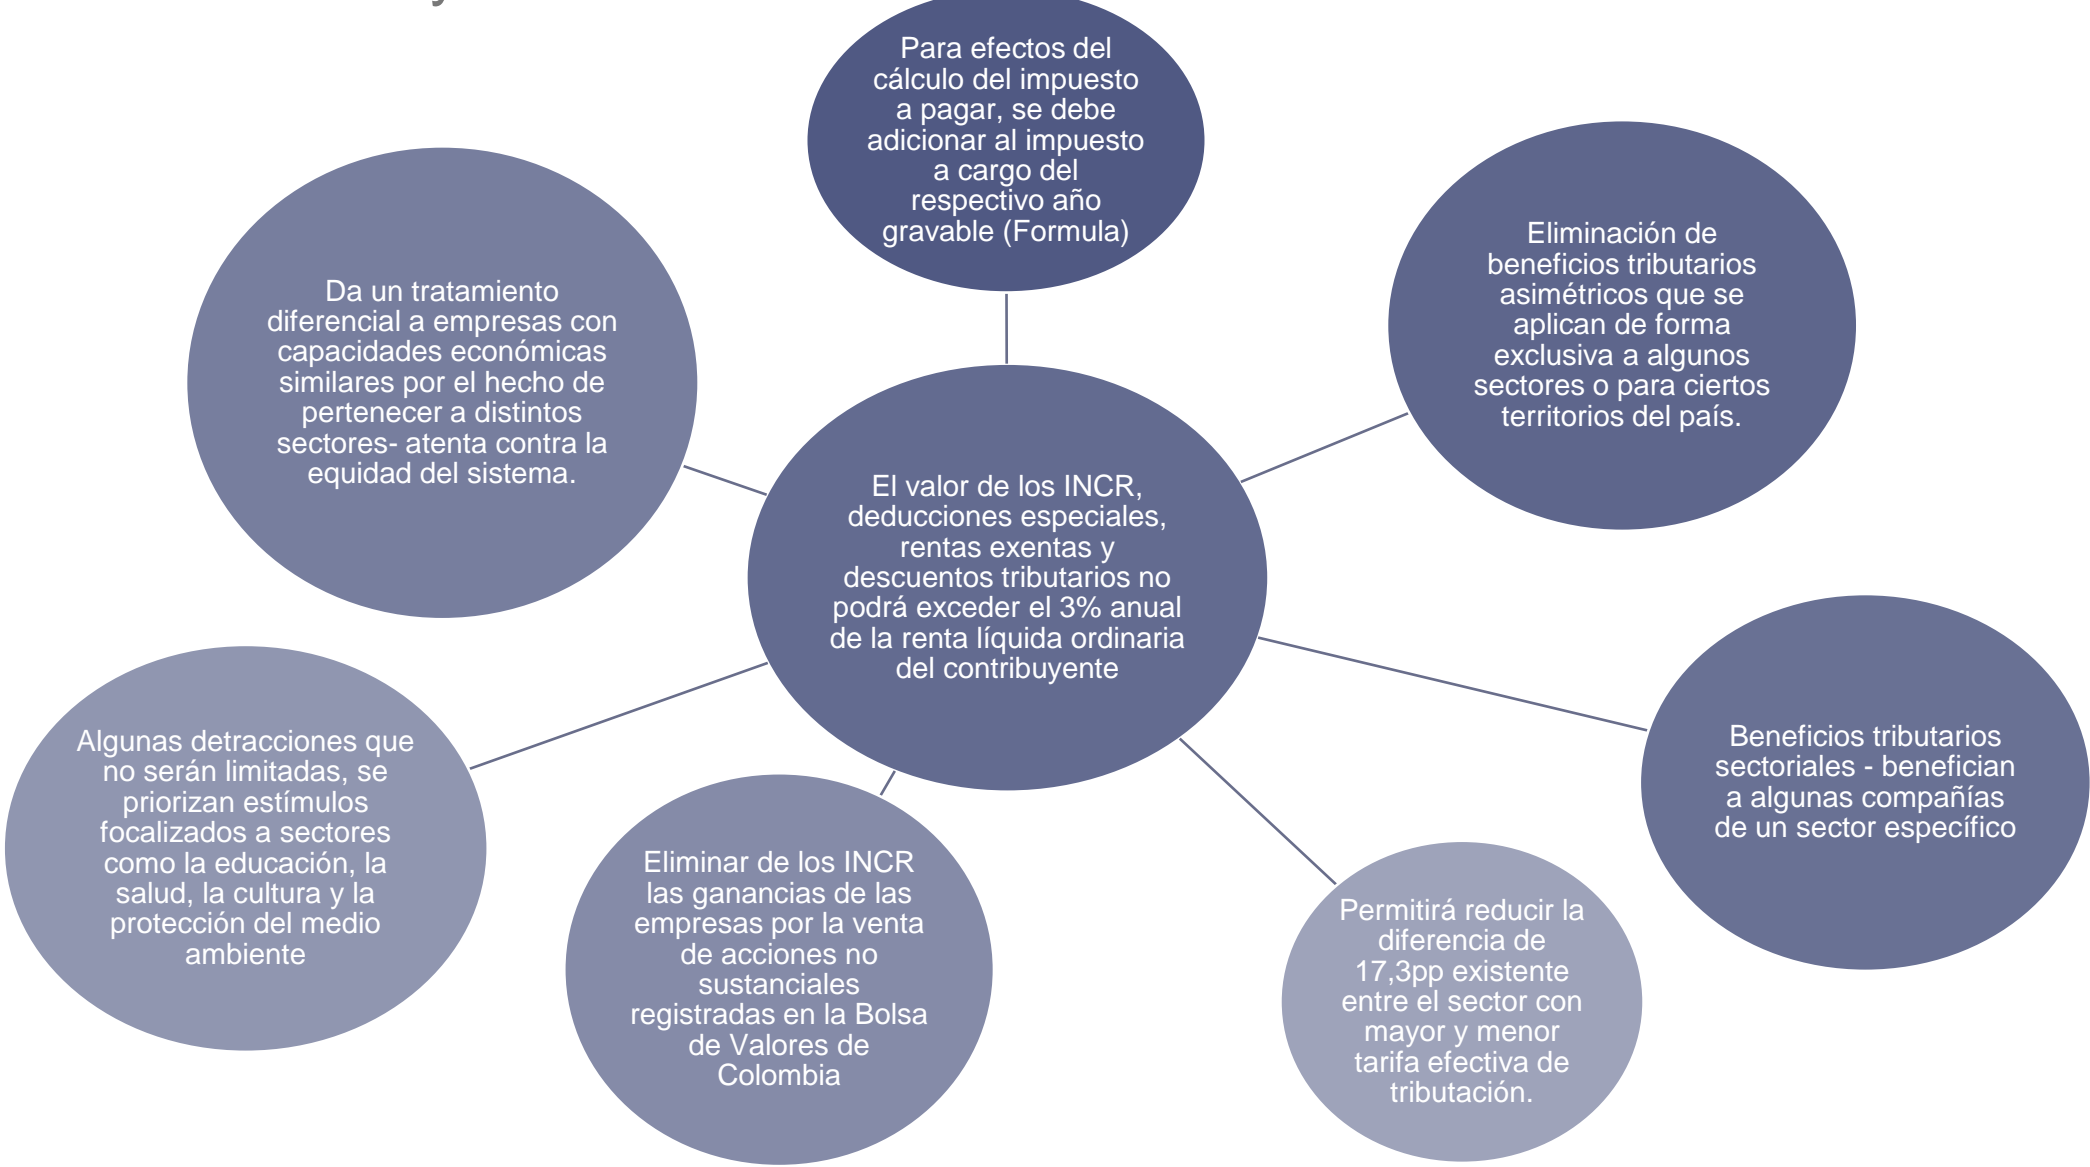 Para efectos del
cálculo del impuesto
a pagar, se debe
adicionar al impuesto
a cargo del
respectivo año
gravable (Formula)
Eliminación de
beneficios tributarios
asimétricos que se
aplican de forma
exclusiva a algunos
sectores o para ciertos
territorios del país.
Da un tratamiento
diferencial a empresas con
capacidades económicas
similares por el hecho de
pertenecer a distintos
sectores- atenta contra la
equidad del sistema.
El valor de los INCR,
deducciones especiales,
rentas exentas y
descuentos tributarios no
podrá exceder el 3% anual
de la renta líquida ordinaria
del contribuyente
Beneficios tributarios
sectoriales - benefician
a algunas compañías
de un sector específico
Algunas detracciones que
no serán limitadas, se
priorizan estímulos
focalizados a sectores
como la educación, la
salud, la cultura y la
protección del medio
ambiente
Eliminar de los INCR
las ganancias de las
empresas por la venta
de acciones no
sustanciales
registradas en la Bolsa
de Valores de
Colombia
Permitirá reducir la
diferencia de
17,3pp existente
entre el sector con
mayor y menor
tarifa efectiva de
tributación.